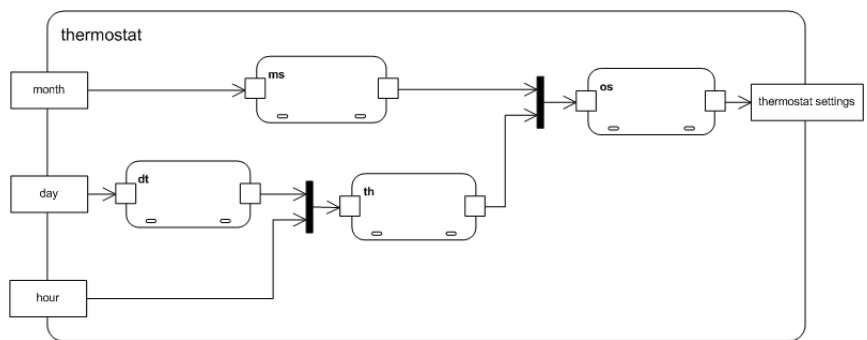 thermostat
month
ms
os
thermostat settings
day
dt
th
hour